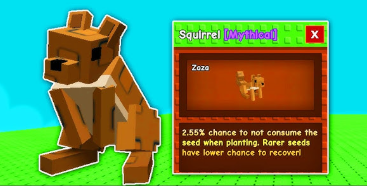 Squirrel [Mythical]
X
Zaza
2.55% chance to not consume the
seed when planting. Rarer seeds
have lower chance to recover!